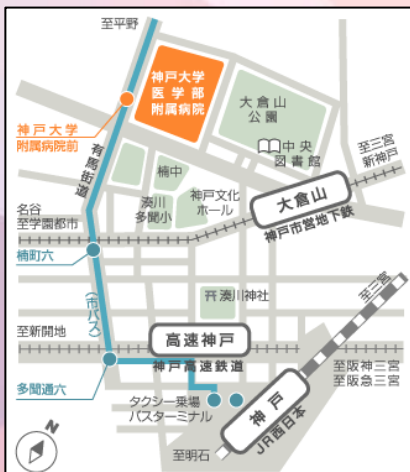 至平野
神戸大学
医学部
附属病院
大倉山
公園
神戸大学
附属病院前
中央
図書館
至三宮
新神戸
有馬街道
楠中
湊川
多聞小
神戸文化
ホール
大倉山
神戸市営地下鉄
名谷
至学園都市
楠町六
(市バス)
湊川神社
至三宮
至新開地
高速神戸
神戸高速鉄道
至阪神三宮
至阪急三宮
多聞通六
タクシー乗場
バスターミナル
神戸
JR西日本
至明石
N